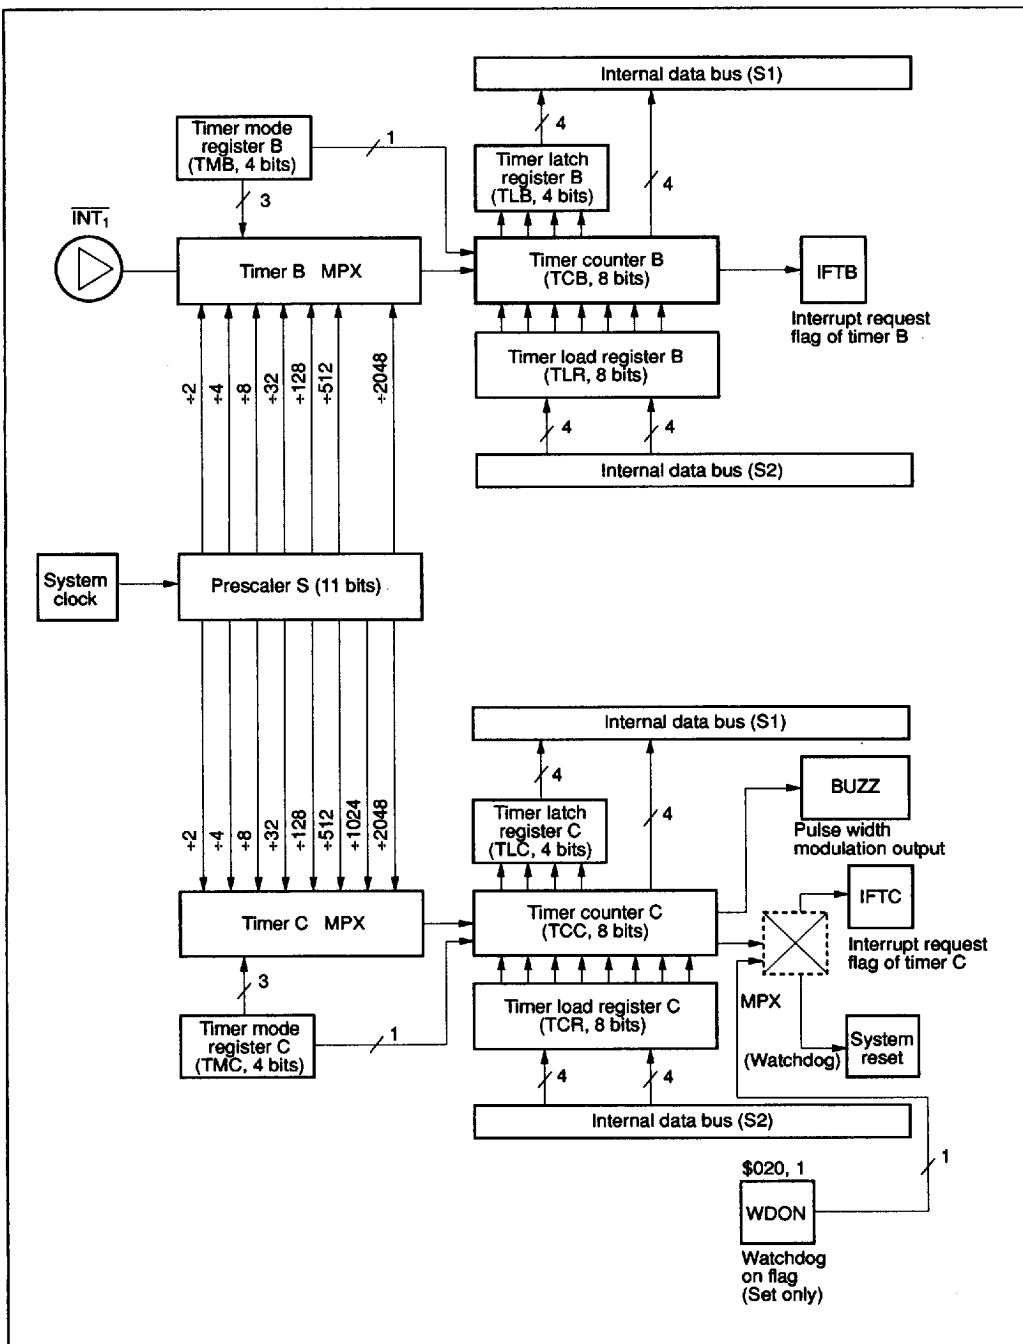 Internal data bus (S1)
4
Timer mode
register B
(TMB, 4 bits)
1
Timer latch
register B
(TLB, 4 bits)
4
3
INT1
Timer B MPX
Timer counter B
(TCB, 8 bits)
IFTB
Interrupt request
flag of timer B
÷2
÷4
÷8
÷32
÷128
÷512
÷2048
Timer load register B
(TLR, 8 bits)
4
4
Internal data bus (S2)
System
clock
Prescaler S (11 bits)
Internal data bus (S1)
4
÷2
÷4
÷8
÷32
÷128
÷512
÷1024
÷2048
Timer latch
register C
(TLC, 4 bits)
4
BUZZ
Pulse width
modulation output
Timer C MPX
Timer counter C
(TCC, 8 bits)
IFTC
Interrupt request
flag of timer C
3
Timer load register C
(TCR, 8 bits)
MPX
Timer mode
register C
(TMC, 4 bits)
1
System
reset
(Watchdog)
4
4
Internal data bus (S2)
1
$020, 1
WDON
Watchdog
on flag
(Set only)